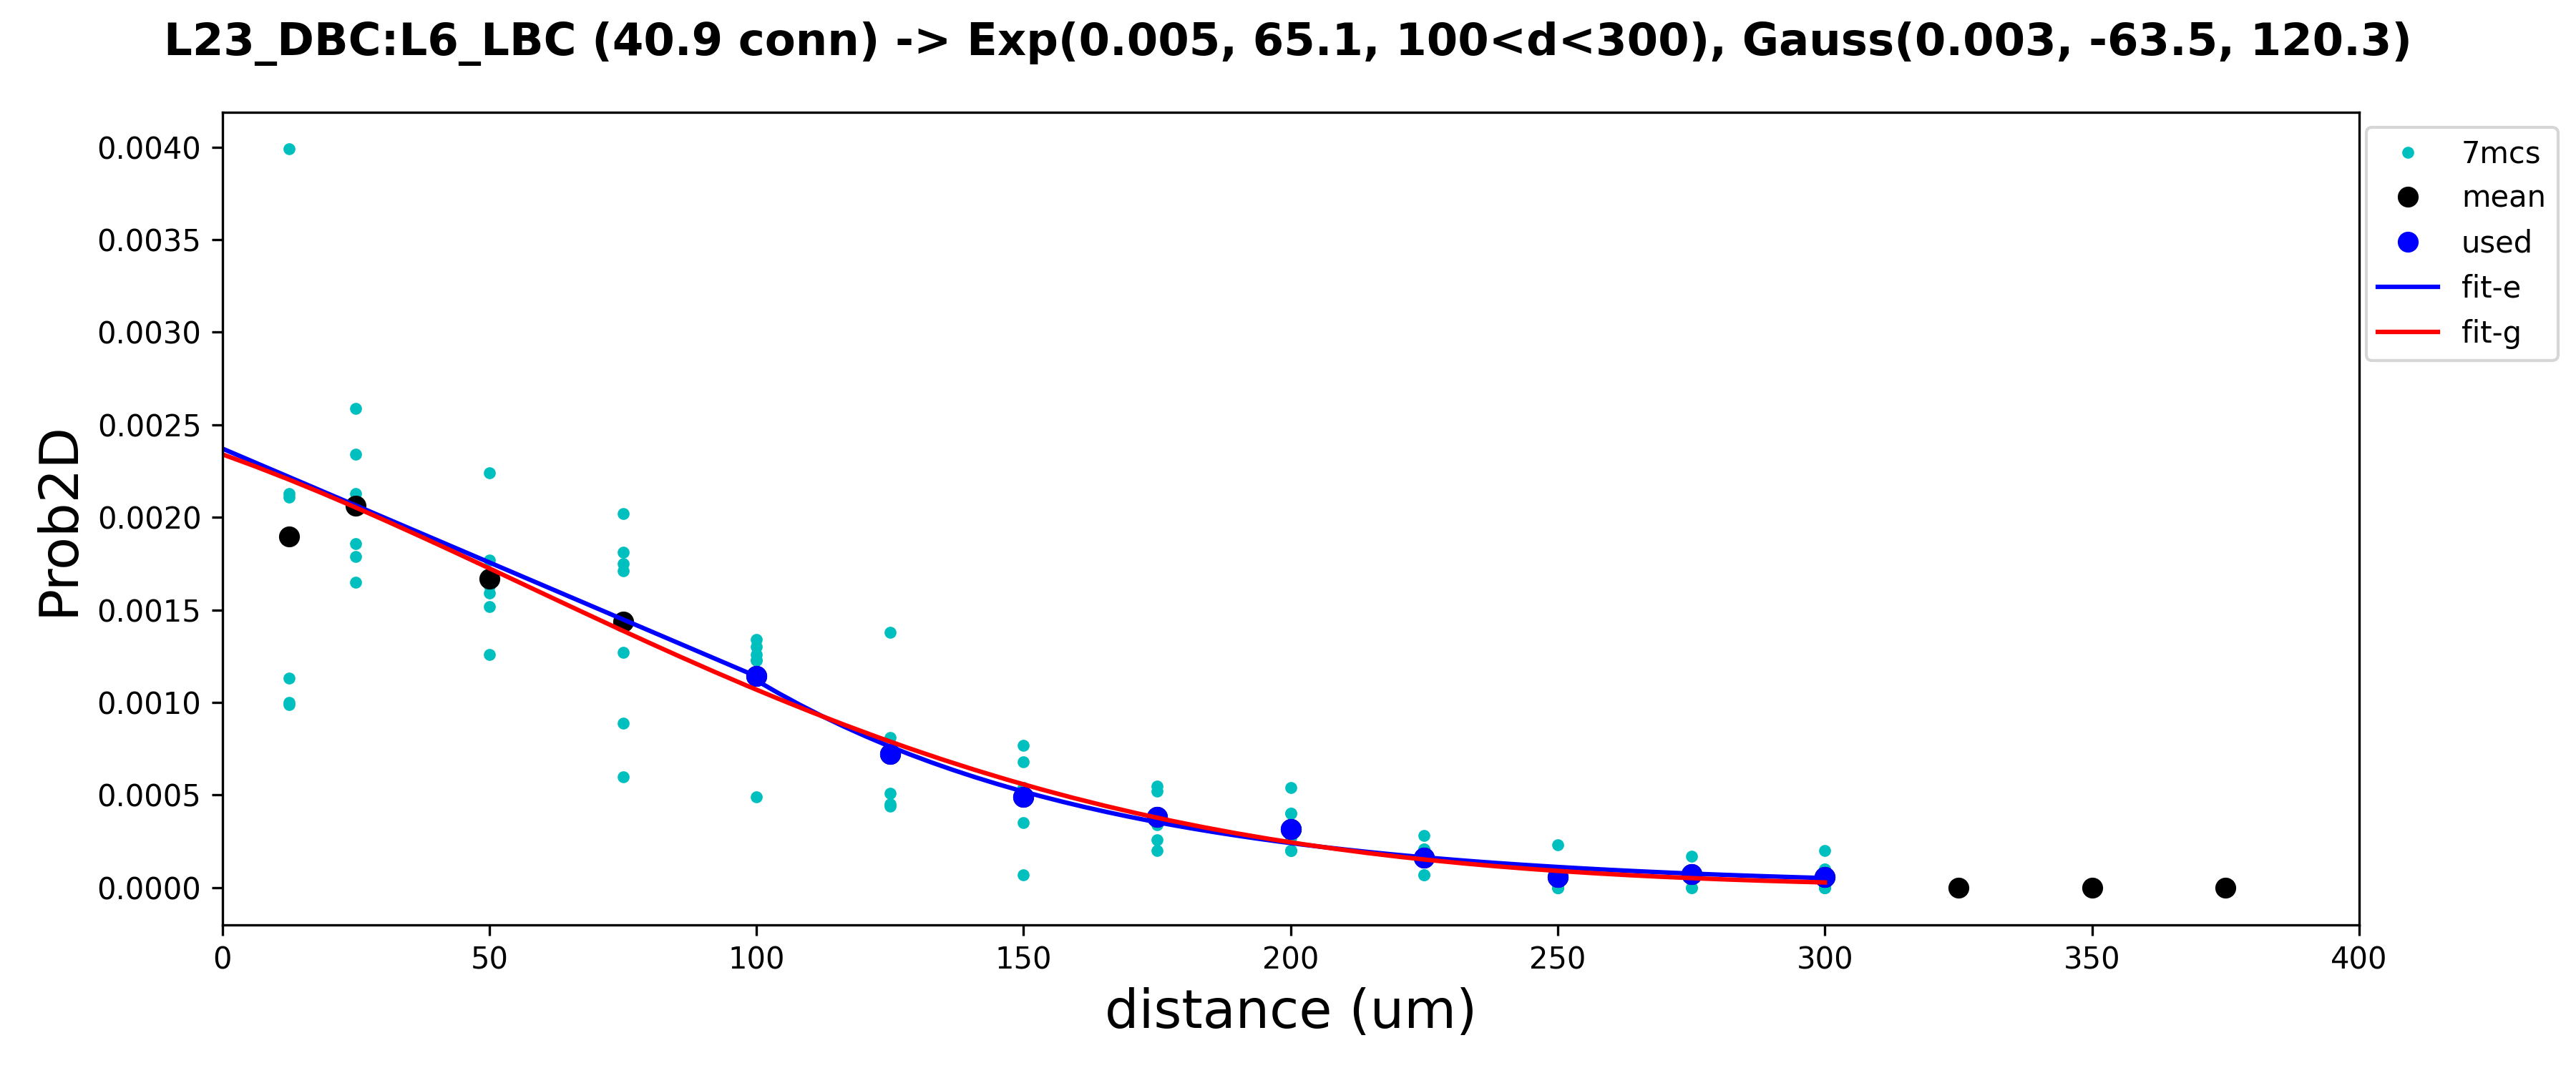 L23_DBC:L6_LBC (40.9 conn) -> Exp(0.005, 65.1, 100<d<300), Gauss(0.003, -63.5, 120.3)
0.0040
0.0035
0.0030
0.0025
0.0020
0.0015
0.0010
0.0005
0.0000
Prob2D
0 50 100 150 200 250 300 350 400
distance (um)
7mcs
mean
used
fit-e
fit-g